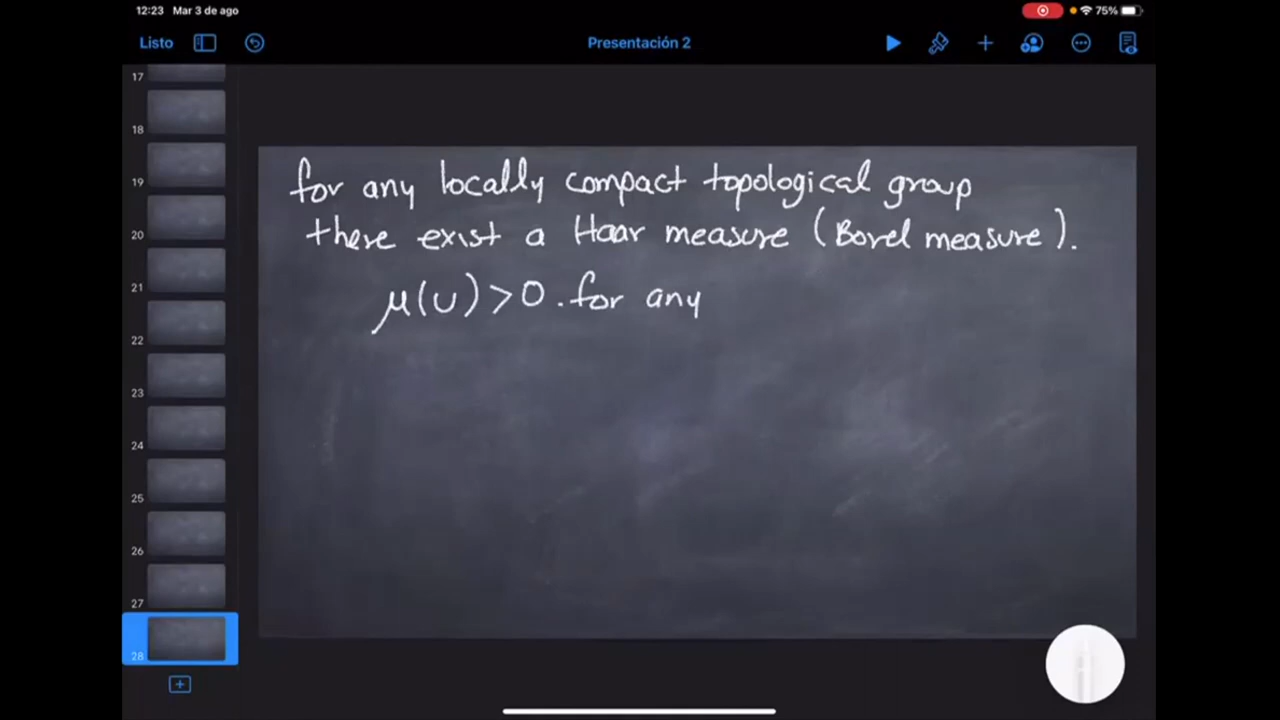 12:23 Mar 3 de ago
75%
Listo
Presentación 2
17
18
19
20
21
22
23
24
25
26
27
28
for any locally compact topological group
there exist a Haar measure (Borel measure).
μ(U)>0. for any